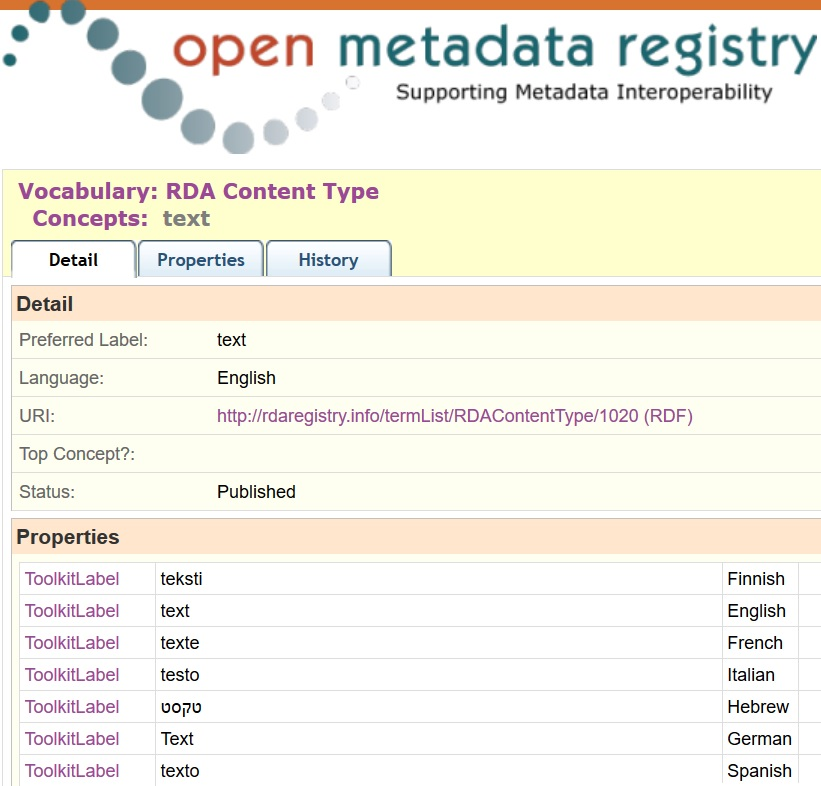 open metadata registry
Supporting Metadata Interoperability
Vocabulary: RDA Content Type
Concepts: text
Detail Properties History
Detail
Preferred Label: text
Language: English
URI: http://rdaregistry.info/termList/RDAContentType/1020 (RDF)
Top Concept?:
Status: Published
Properties
ToolkitLabel teksti Finnish
ToolkitLabel text English
ToolkitLabel texte French
ToolkitLabel testo Italian
ToolkitLabel טקסט Hebrew
ToolkitLabel Text German
ToolkitLabel texto Spanish